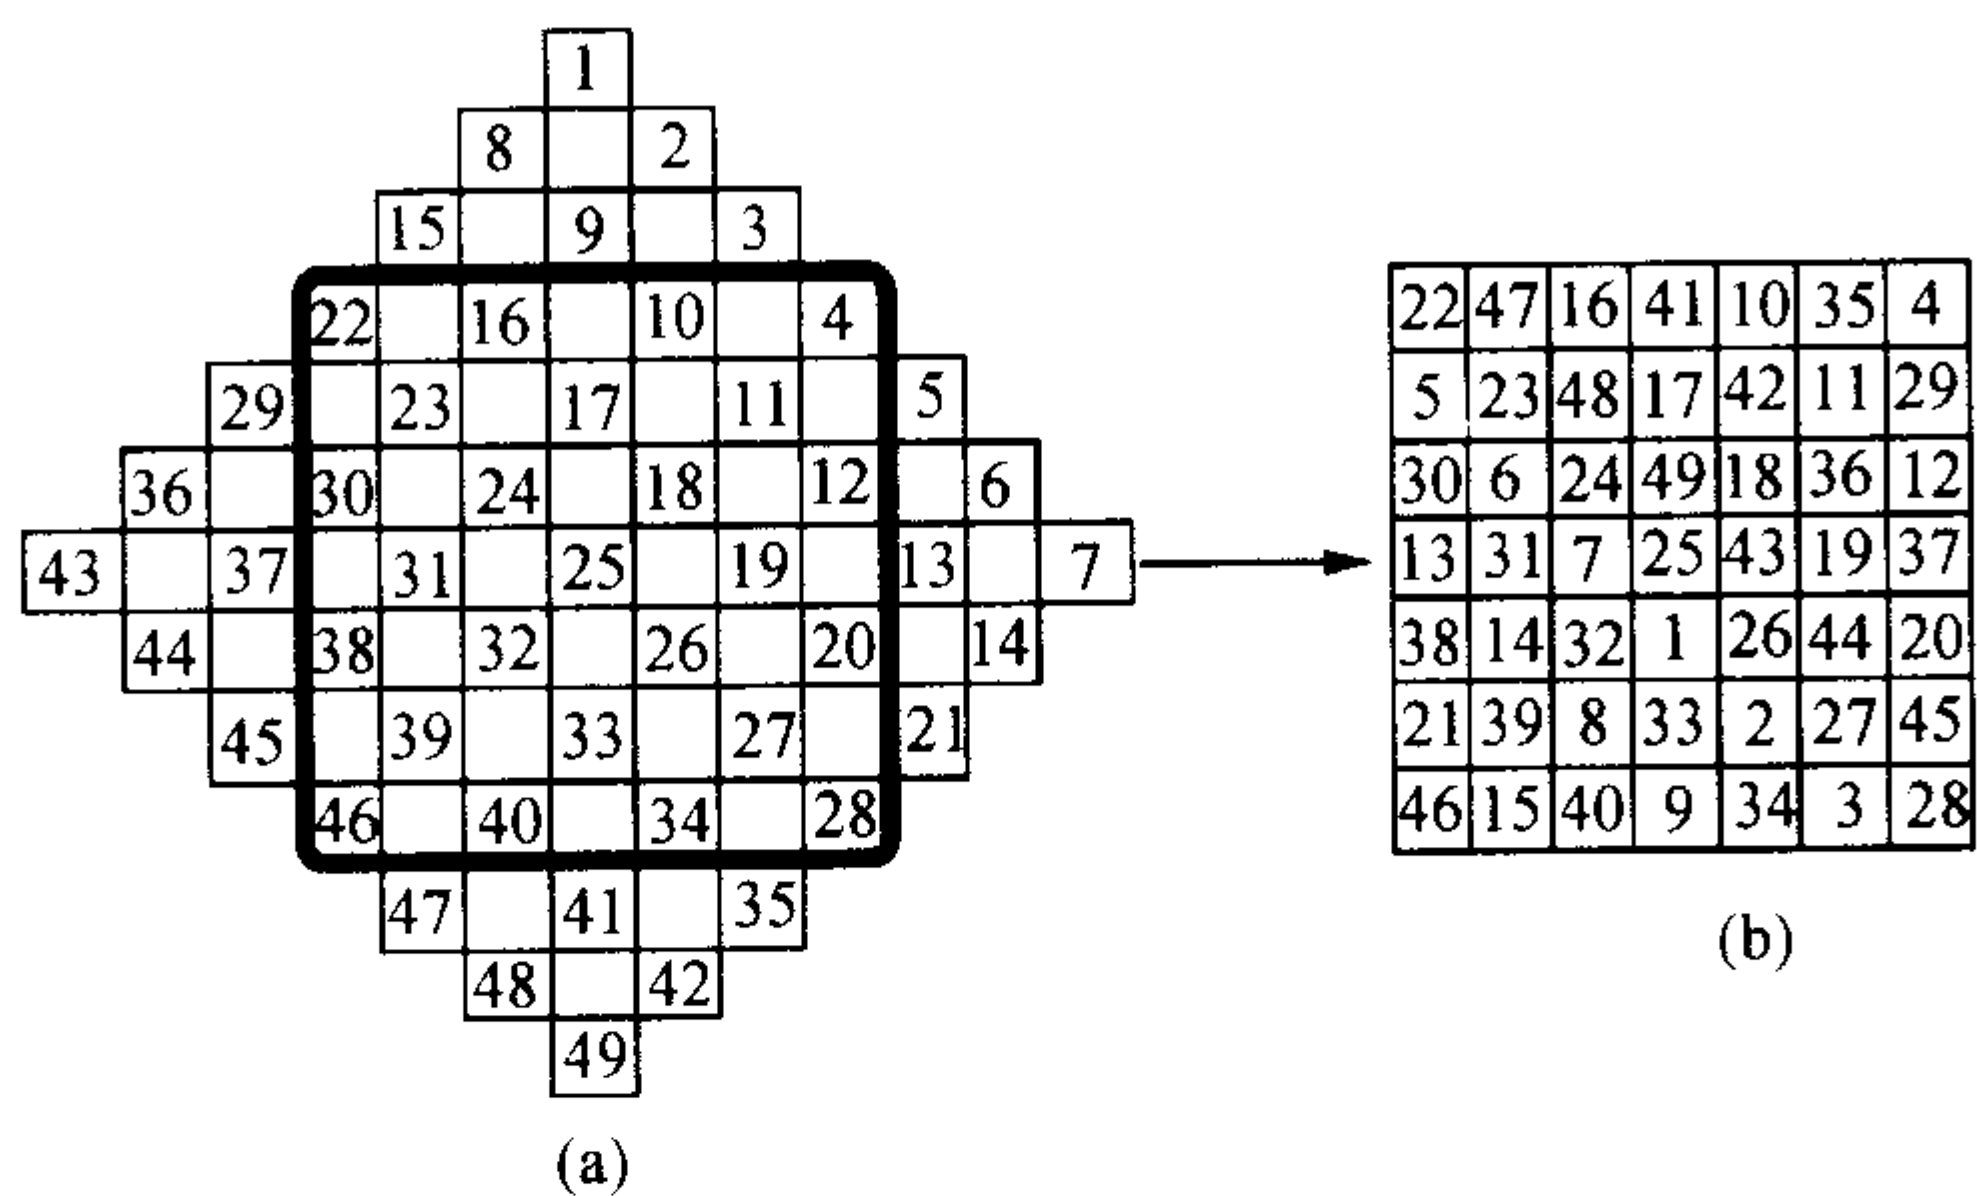 1
8 2
15 9 3
22 16 10 4
29 23 17 11 5
36 30 24 18 12 6
43 37 31 25 19 13 7
44 38 32 26 20 14
45 39 33 27 21
46 40 34 28
47 41 35
48 42
49
(a)
22 47 16 41 10 35 4
5 23 48 17 42 11 29
30 6 24 49 18 36 12
13 31 7 25 43 19 37
38 14 32 1 26 44 20
21 39 8 33 2 27 45
46 15 40 9 34 3 28
(b)